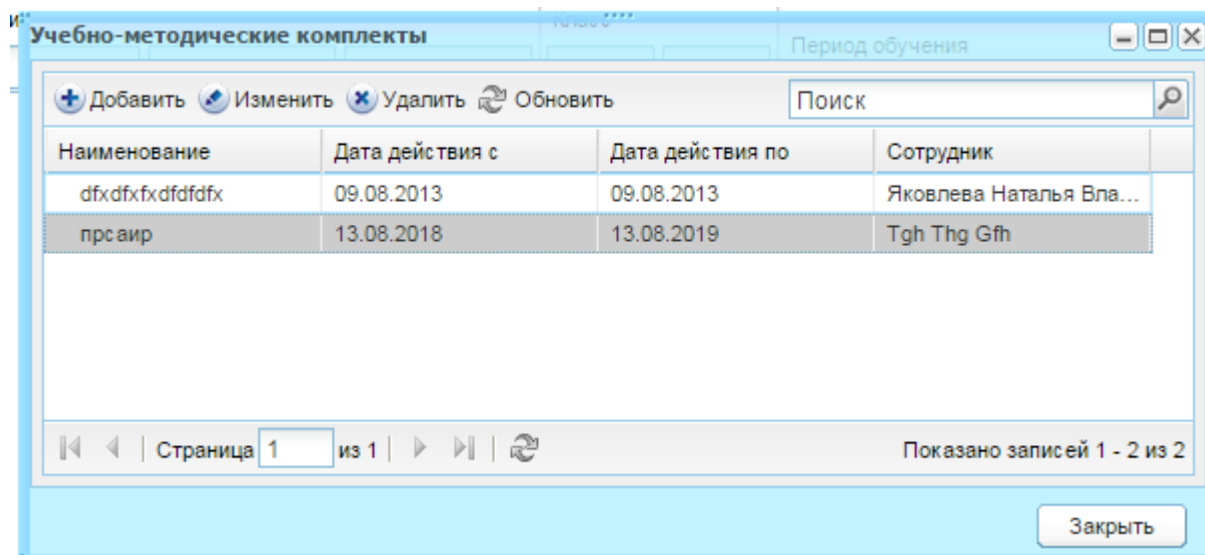 Класс
Учебно-методические комплекты
Период обучения
Добавить Изменить Удалить Обновить Поиск
Наименование Дата действия с Дата действия по Сотрудник
dfxdfxfxdfdfdfx 09.08.2013 09.08.2013 Яковлева Наталья Вла...
прсаир 13.08.2018 13.08.2019 Tgh Thg Gfh
Страница 1 из 1 Показано записей 1 - 2 из 2
Закрыть